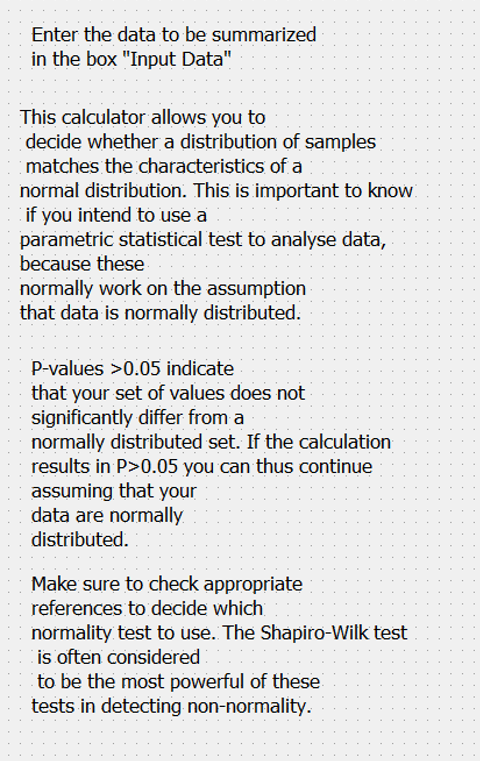 Enter the data to be summarized
in the box "Input Data"
This calculator allows you to
decide whether a distribution of samples
matches the characteristics of a
normal distribution. This is important to know
if you intend to use a
parametric statistical test to analyse data,
because these
normally work on the assumption
that data is normally distributed.
P-values >0.05 indicate
that your set of values does not
significantly differ from a
normally distributed set. If the calculation
results in P>0.05 you can thus continue
assuming that your
data are normally
distributed.
Make sure to check appropriate
references to decide which
normality test to use. The Shapiro-Wilk test
is often considered
to be the most powerful of these
tests in detecting non-normality.